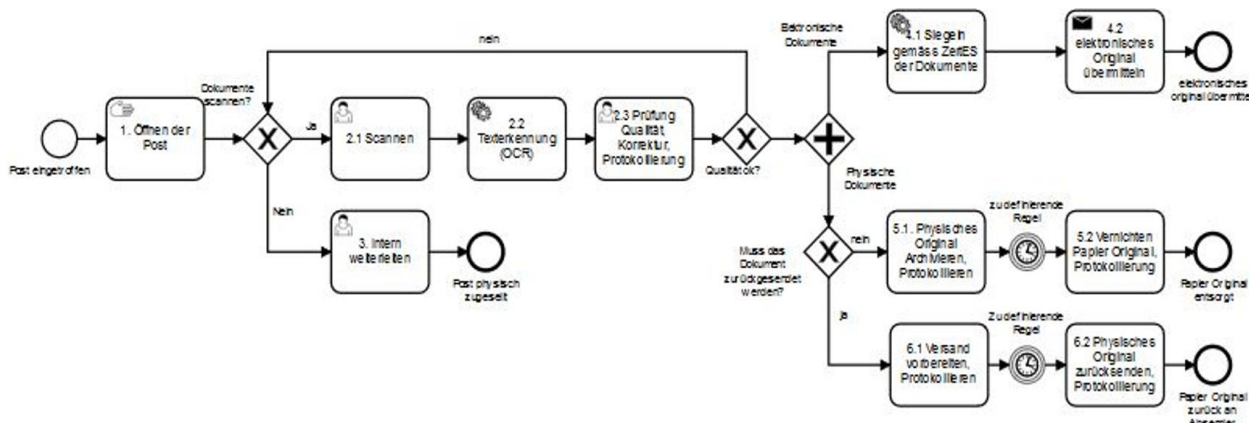 Post eingetroffen
1. Öffnen der
Post
Dokumente
scannen?
Ja
Nein
nein
2.1 Scannen
2.2
Texterkennung
(OCR)
2.3 Prüfung
Qualität,
Korrektur,
Protokollierung
Qualität ok?
3. Intern
weiterleiten
Post physisch
zugesellt
Elektronische
Dokumente
4.1 Siegeln
gemäss ZertES
der Dokumente
4.2
elektronisches
Original
übermitteln
elektronisches
original übermitte
Physische
Dokumente
Muss das
Dokument
zurückgesendet
werden?
nein
ja
5.1. Physisches
Original
Archivieren,
Protokollieren
zu definierende
Regel
5.2 Vernichten
Papier Original,
Protokollierung
Papier Original
entsorgt
6.1 Versand
vorbereiten,
Protokollieren
Zu definierende
Regel
6.2 Physisches
Original
zurücksenden,
Protokollierung
Papier Original
zurück an